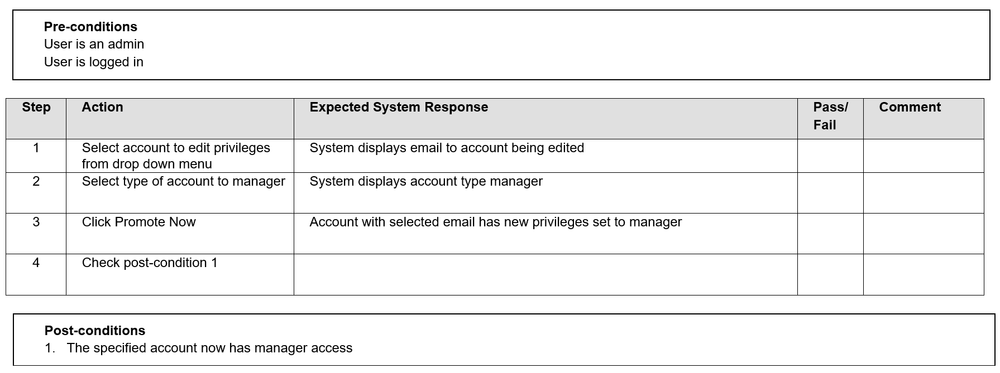 Pre-conditions
User is an admin
User is logged in
Step Action Expected System Response Pass/ Comment
Fail
1 Select account to edit privileges System displays email to account being edited
from drop down menu
2 Select type of account to manager System displays account type manager
3 Click Promote Now Account with selected email has new privileges set to manager
4 Check post-condition 1
Post-conditions
1. The specified account now has manager access